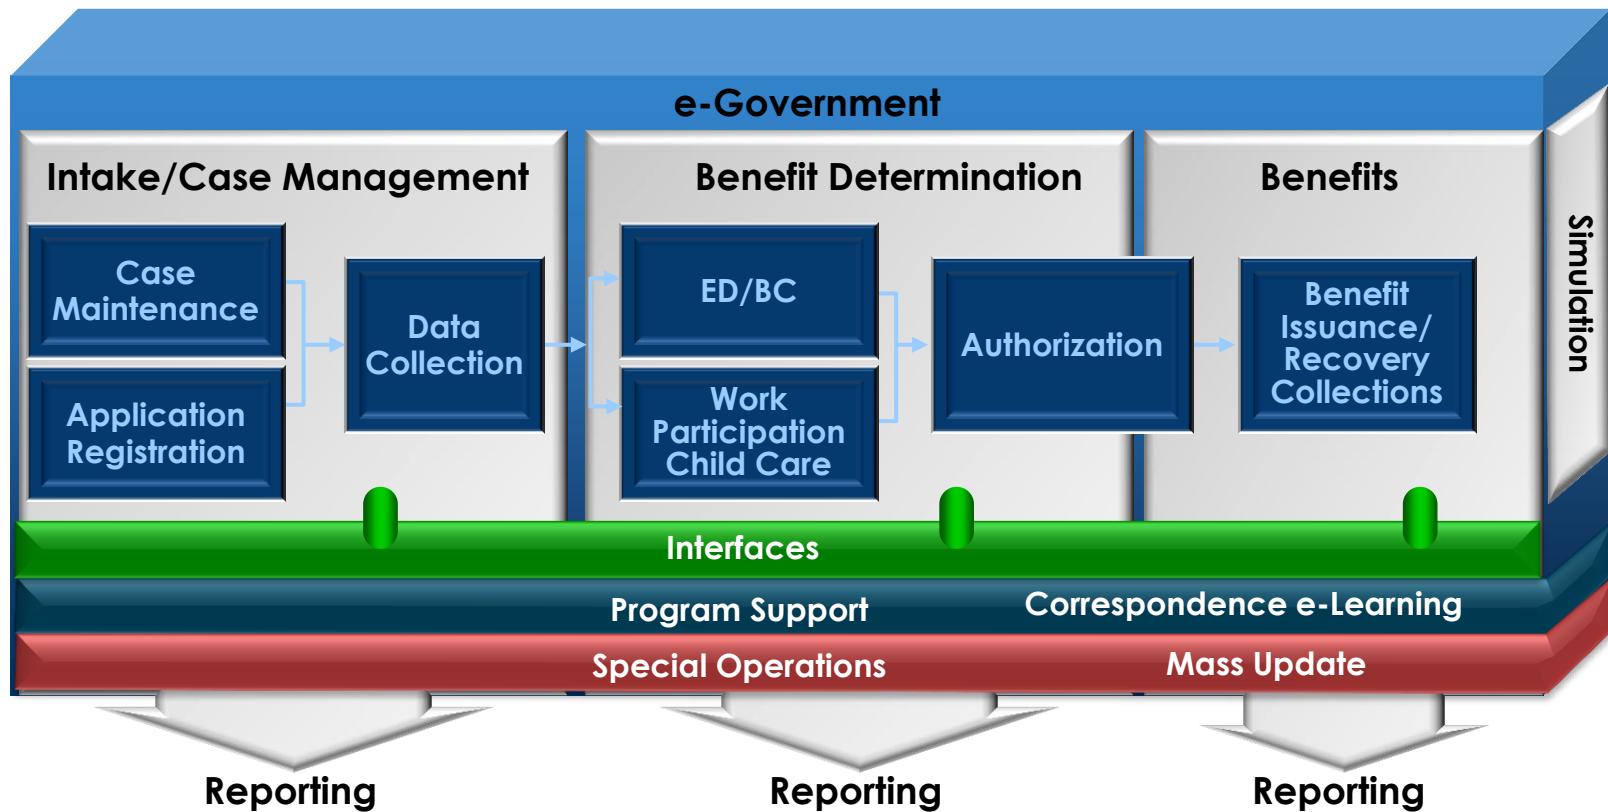 e-Government
Intake/Case Management
Benefit Determination
Benefits
Simulation
Case
Maintenance
Application
Registration
Data
Collection
ED/BC
Work
Participation
Child Care
Authorization
Benefit
Issuance/
Recovery
Collections
Interfaces
Program Support
Correspondence e-Learning
Special Operations
Mass Update
Reporting
Reporting
Reporting